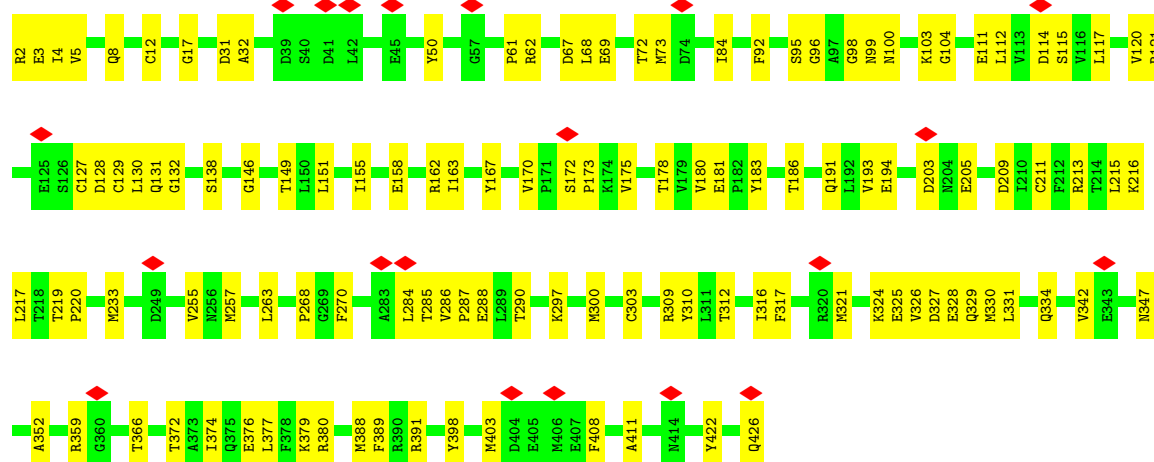 R2 E3 I4 V5 Q8 C12 G17 D31 A32 D39 S40 D41 L42 E45 Y50 G57 P61 R62 D67 L68 E69 T72 M73 D74 I84 F92 S95 G96 A97 G98 N99 N100 K103 G104 E111 L112 V113 D114 S115 V116 L117 V120
E125 S126 C127 D128 C129 L130 Q131 G132 S138 G146 T149 L150 L151 I155 E158 R162 I163 Y167 V170 P171 S172 P173 K174 V175 T178 V179 V180 E181 P182 Y183 T186 Q191 L192 V193 E194 D203 N204 E205 D209 I210 C211 F212 R213 T214 L215 K216
L217 T218 T219 P220 M233 D249 V255 N256 M257 L263 P268 G269 F270 A283 L284 T285 V286 P287 E288 L289 T290 K297 M300 C303 R309 Y310 L311 T312 I316 F317 R320 M321 K324 E325 V326 D327 E328 Q329 M330 L331 Q334 V342 E343 N347
A352 R359 G360 T366 T372 A373 I374 Q375 E376 L377 F378 K379 R380 M388 F389 R390 R391 Y398 M403 D404 E405 M406 E407 F408 A411 N414 Y422 Q426